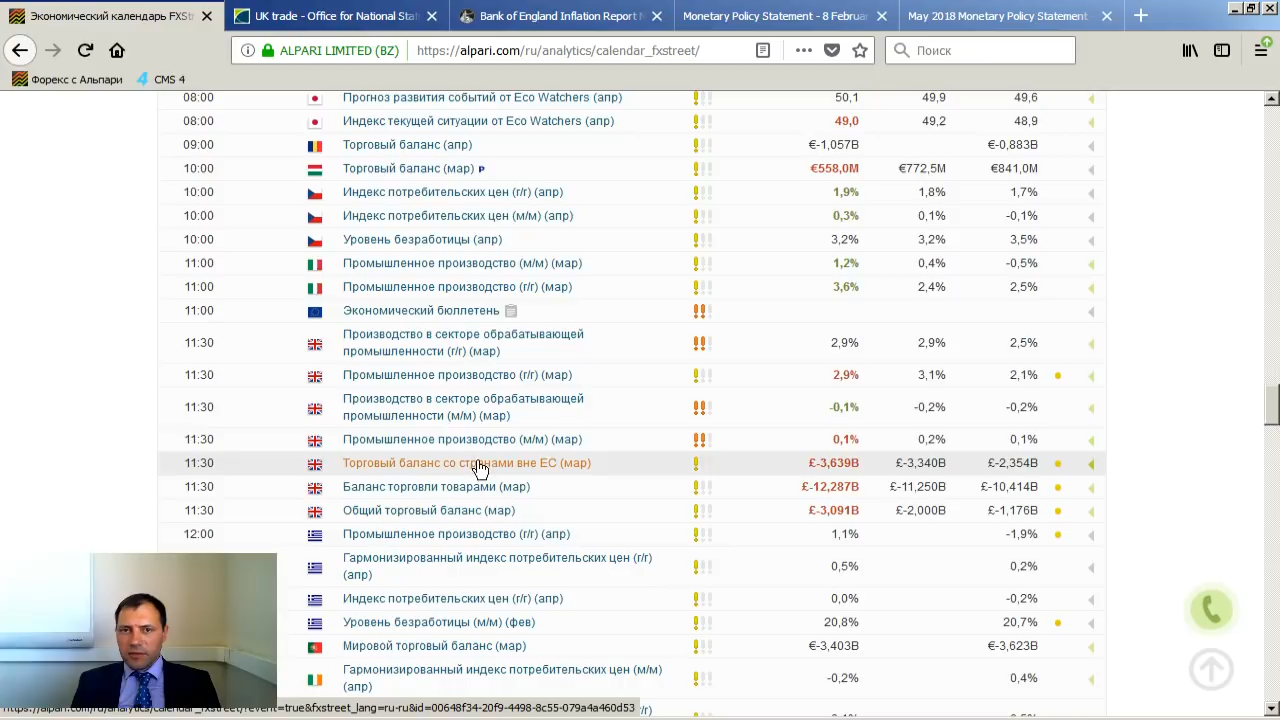 Экономический календарь FXStre
UK trade - Office for National Stat
Bank of England Inflation Report M
Monetary Policy Statement - 8 Februar
May 2018 Monetary Policy Statement
ALPARI LIMITED (BZ)
https://alpari.com/ru/analytics/calendar_fxstreet/
Поиск
Форекс с Альпари
CMS 4
08:00 Прогноз развития событий от Eco Watchers (апр) 50,1 49,9 49,6
08:00 Индекс текущей ситуации от Eco Watchers (апр) 49,0 49,2 48,9
09:00 Торговый баланс (апр) €-1,057B €-0,883B
10:00 Торговый баланс (мар) P €558,0M €772,5M €841,0M
10:00 Индекс потребительских цен (г/г) (апр) 1,9% 1,8% 1,7%
10:00 Индекс потребительских цен (м/м) (апр) 0,3% 0,1% -0,1%
10:00 Уровень безработицы (апр) 3,2% 3,2% 3,5%
11:00 Промышленное производство (м/м) (мар) 1,2% 0,4% -0,5%
11:00 Промышленное производство (г/г) (мар) 3,6% 2,4% 2,5%
11:00 Экономический бюллетень
Производство в секторе обрабатывающей
11:30 промышленности (г/г) (мар) 2,9% 2,9% 2,5%
11:30 Промышленное производство (г/г) (мар) 2,9% 3,1% 2,1%
Производство в секторе обрабатывающей
11:30 промышленности (м/м) (мар) -0,1% -0,2% -0,2%
11:30 Промышленное производство (м/м) (мар) 0,1% 0,2% 0,1%
11:30 Торговый баланс со странами вне ЕС (мар) £-3,639B £-3,340B £-2,354B
11:30 Баланс торговли товарами (мар) £-12,287B £-11,250B £-10,414B
11:30 Общий торговый баланс (мар) £-3,091B £-2,000B £-1,176B
12:00 Промышленное производство (г/г) (апр) 1,1% -1,9%
Гармонизированный индекс потребительских цен (г/г)
(апр) 0,5% 0,2%
Индекс потребительских цен (г/г) (апр) 0,0% -0,2%
Уровень безработицы (м/м) (фев) 20,8% 20,7%
Мировой торговый баланс (мар) €-3,403B €-3,623B
Гармонизированный индекс потребительских цен (м/м)
(апр) -0,2% 0,4%